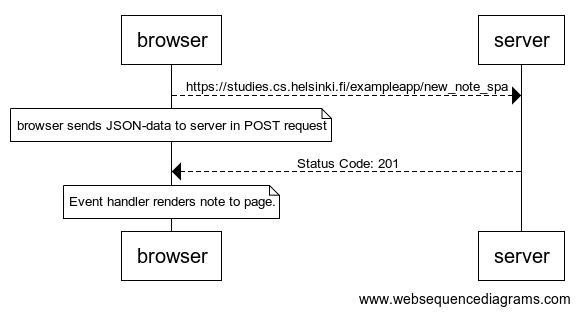 browser
server
https://studies.cs.helsinki.fi/exampleapp/new_note_spa
browser sends JSON-data to server in POST request
Status Code: 201
Event handler renders note to page.
browser
server
www.websequencediagrams.com